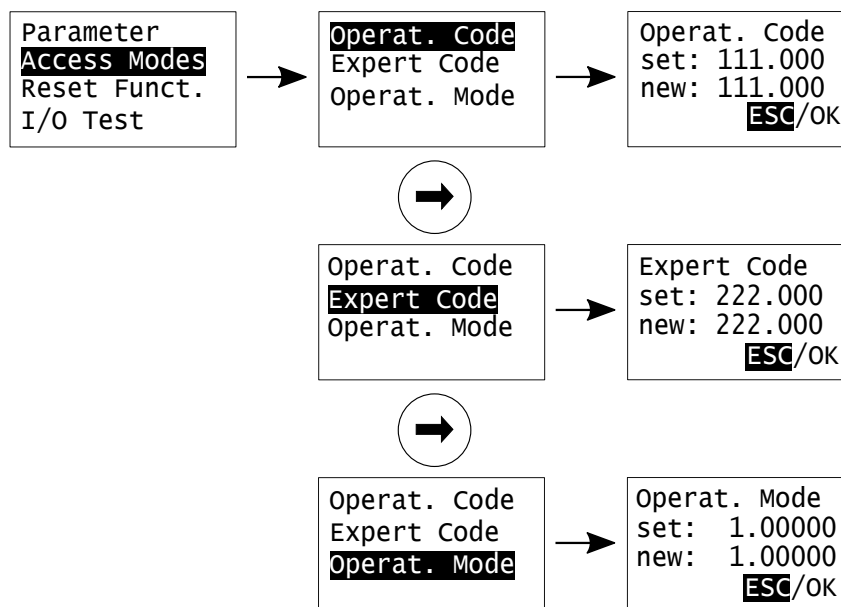 Parameter
Access Modes
Reset Funct.
I/O Test
Operat. Code
Expert Code
Operat. Mode
Operat. Code
set: 111.000
new: 111.000
ESC/OK
Operat. Code
Expert Code
Operat. Mode
Expert Code
set: 222.000
new: 222.000
ESC/OK
Operat. Code
Expert Code
Operat. Mode
Operat. Mode
set: 1.00000
new: 1.00000
ESC/OK